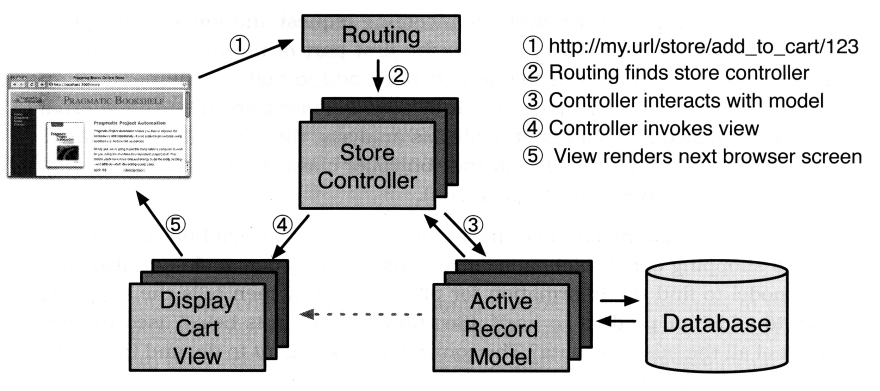 ①
Routing
②
① http://my.url/store/add_to_cart/123
② Routing finds store controller
③ Controller interacts with model
④ Controller invokes view
⑤ View renders next browser screen
PRAGMATIC BOOKSHELF
Pragmatic Project Automation
Store
Controller
⑤
④
③
Display
Cart
View
Active
Record
Model
Database